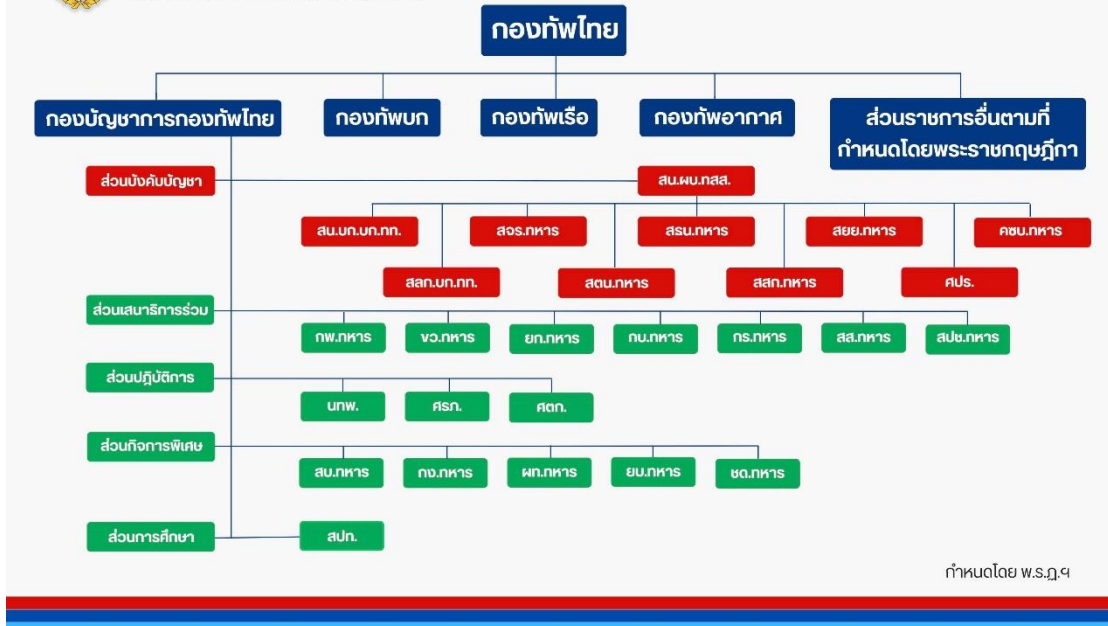 กองทัพไทย
กองบัญชาการกองทัพไทย
กองทัพบก
กองทัพเรือ
กองทัพอากาศ
ส่วนราชการอื่นตามที่
กำหนดโดยพระราชกฤษฎีกา
ส่วนบังคับบัญชา
สน.ผบ.ทสส.
สน.บก.บก.ทท.
สจร.ทหาร
สธน.ทหาร
สยย.ทหาร
คซบ.ทหาร
สลก.บก.ทท.
สตน.ทหาร
สสก.ทหาร
ศปร.
ส่วนเสนาธิการร่วม
กพ.ทหาร
ขว.ทหาร
ยก.ทหาร
กบ.ทหาร
กร.ทหาร
สส.ทหาร
สปช.ทหาร
ส่วนปฏิบัติการ
นทพ.
ศรภ.
ศตก.
ส่วนกิจการพิเศษ
สบ.ทหาร
กง.ทหาร
ผท.ทหาร
ยบ.ทหาร
ชด.ทหาร
ส่วนการศึกษา
สปท.
กำหนดโดย พ.ร.ฎ.ฯ